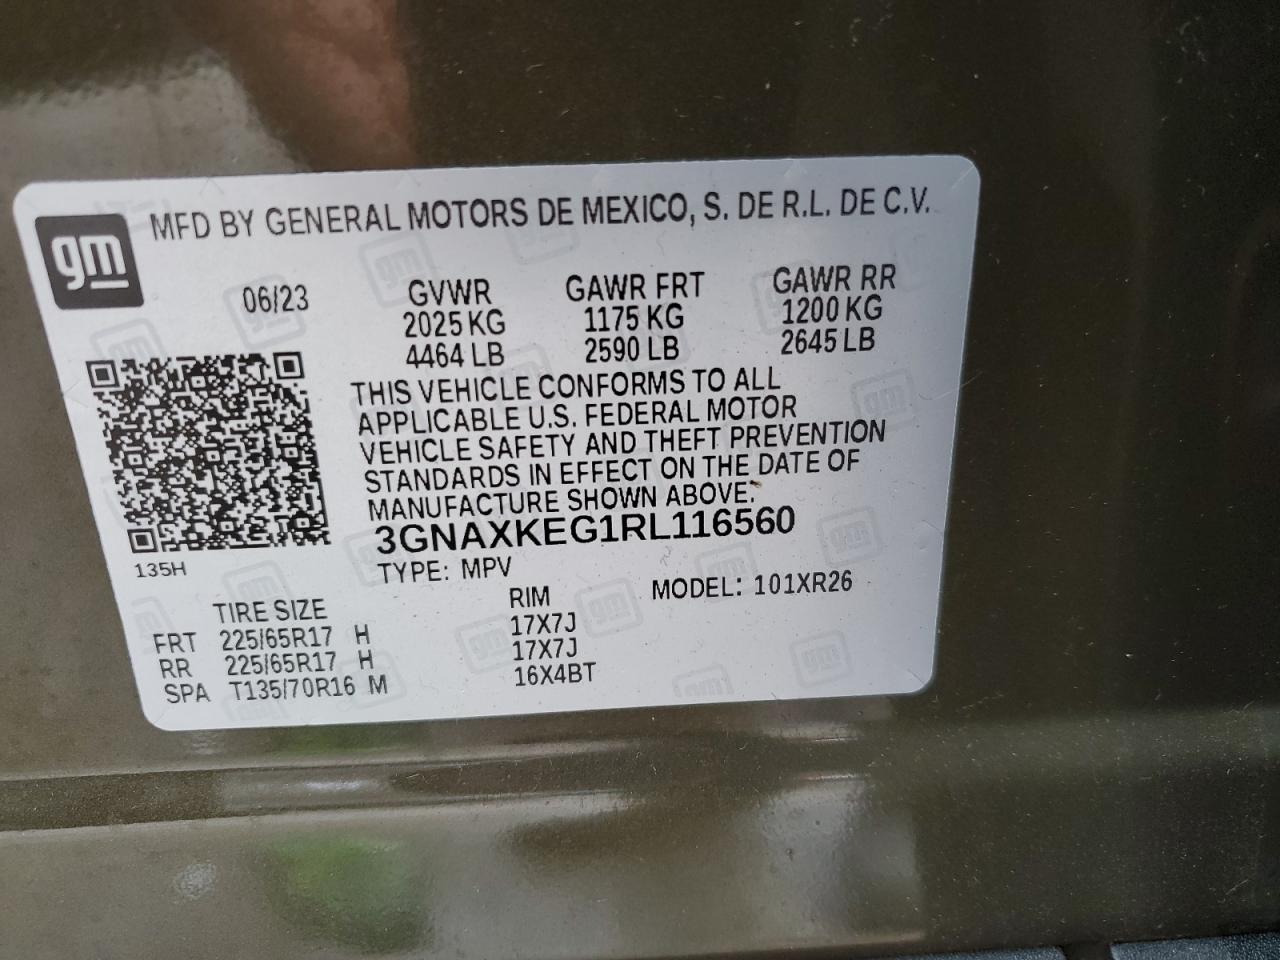 gm
MFD BY GENERAL MOTORS DE MEXICO, S. DE R.L. DE C.V.
06/23 GVWR GAWR FRT GAWR RR
2025 KG 1175 KG 1200 KG
4464 LB 2590 LB 2645 LB
THIS VEHICLE CONFORMS TO ALL
APPLICABLE U.S. FEDERAL MOTOR
VEHICLE SAFETY AND THEFT PREVENTION
STANDARDS IN EFFECT ON THE DATE OF
MANUFACTURE SHOWN ABOVE.
3GNAXKEG1RL116560
135H
TYPE: MPV
MODEL: 101XR26
TIRE SIZE RIM
FRT 225/65R17 H 17X7J
RR 225/65R17 H 17X7J
SPA T135/70R16 M 16X4BT